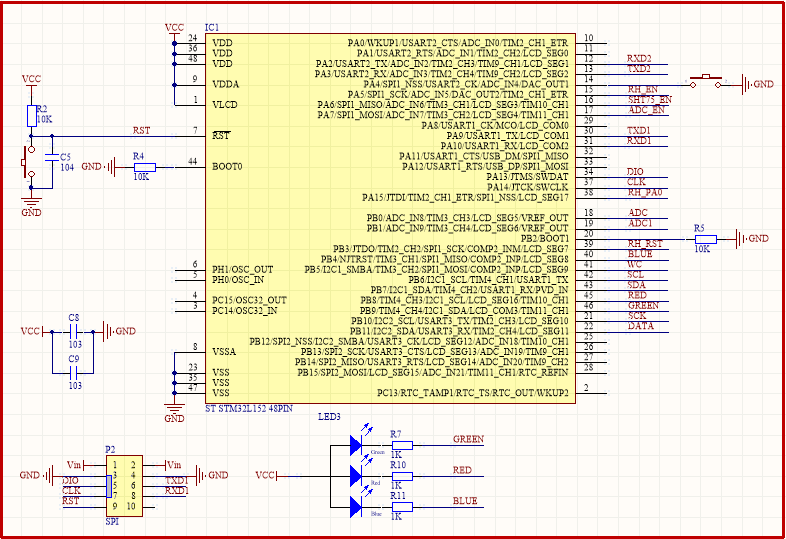 VCC
IC1
24 VDD PA0/WKUP1/USART2_CTS/ADC_IN0/TIM2_CH1_ETR 10
36 VDD PA1/USART2_RTS/ADC_IN1/TIM2_CH2/LCD_SEG0 11
48 VDD PA2/USART2_TX/ADC_IN2/TIM2_CH3/TIM9_CH1/LCD_SEG1 12 RXD2
PA3/USART2_RX/ADC_IN3/TIM2_CH4/TIM9_CH2/LCD_SEG2 13 TXD2
9 VDDA PA4/SPI1_NSS/USART2_CK/ADC_IN4/DAC_OUT1 14 GND
PA5/SPI1_SCK/ADC_IN5/DAC_OUT2/TIM2_CH1_ETR 15 RH_EN
1 VLCD PA6/SPI1_MISO/ADC_IN6/TIM3_CH1/LCD_SEG3/TIM10_CH1 16 SHT75_EN
PA7/SPI1_MOSI/ADC_IN7/TIM3_CH2/LCD_SEG4/TIM11_CH1 17 ADC_EN
PA8/USART1_CK/MCO/LCD_COM0 29
RST 7 RST PA9/USART1_TX/LCD_COM1 30 TXD1
PA10/USART1_RX/LCD_COM2 31 RXD1
PA11/USART1_CTS/USB_DM/SPI1_MISO 32
GND R4 10K 44 BOOT0 PA12/USART1_RTS/USB_DP/SPI1_MOSI 33
PA13/JTMS/SWDAT 34 DIO
PA14/JTCK/SWCLK 37 CLK
PA15/JTDI/TIM2_CH1_ETR/SPI1_NSS/LCD_SEG17 38 RH_PA0
VCC
R2
10K
C5
104
GND
PB0/ADC_IN8/TIM3_CH3/LCD_SEG5/VREF_OUT 18 ADC
PB1/ADC_IN9/TIM3_CH4/LCD_SEG6/VREF_OUT 19 ADC1
PB2/BOOT1 20 R5 10K GND
PB3/JTDO/TIM2_CH2/SPI1_SCK/COMP2_INM/LCD_SEG7 39 RH_RST
PB4/NJTRST/TIM3_CH1/SPI1_MISO/COMP2_INP/LCD_SEG8 40 BLUE
6 PH1/OSC_OUT PB5/I2C1_SMBA/TIM3_CH2/SPI1_MOSI/COMP2_INP/LCD_SEG9 41 WC
5 PH0/OSC_IN PB6/I2C1_SCL/TIM4_CH1/USART1_TX 42 SCL
PB7/I2C1_SDA/TIM4_CH2/USART1_RX/PVD_IN 43 SDA
4 PC15/OSC32_OUT PB8/TIM4_CH3/I2C1_SCL/LCD_SEG16/TIM10_CH1 45 RED
3 PC14/OSC32_IN PB9/TIM4_CH4/I2C1_SDA/LCD_COM3/TIM11_CH1 46 GREEN
PB10/I2C2_SCL/USART3_TX/TIM2_CH3/LCD_SEG10 21 SCK
PB11/I2C2_SDA/USART3_RX/TIM2_CH4/LCD_SEG11 22 DATA
PB12/SPI2_NSS/I2C2_SMBA/USART3_CK/LCD_SEG12/ADC_IN18/TIM10_CH1 25
8 VSSA PB13/SPI2_SCK/USART3_CTS/LCD_SEG13/ADC_IN19/TIM9_CH1 26
PB14/SPI2_MISO/USART3_RTS/LCD_SEG14/ADC_IN20/TIM9_CH2 27
23 VSS PB15/SPI2_MOSI/LCD_SEG15/ADC_IN21/TIM11_CH1/RTC_REFIN 28
35 VSS
47 VSS PC13/RTC_TAMP1/RTC_TS/RTC_OUT/WKUP2 2
GND
ST STM32L152 48PIN
C8
VCC GND
103
C9
103
P2
Vin 1 2 Vin
GND 3 4 GND
DIO 5 6 TXD1
CLK 7 8 RXD1
RST 9 10
SPI
LED3
R7 GREEN
Green 1K
VCC R10 RED
Red 1K
R11 BLUE
Blue 1K